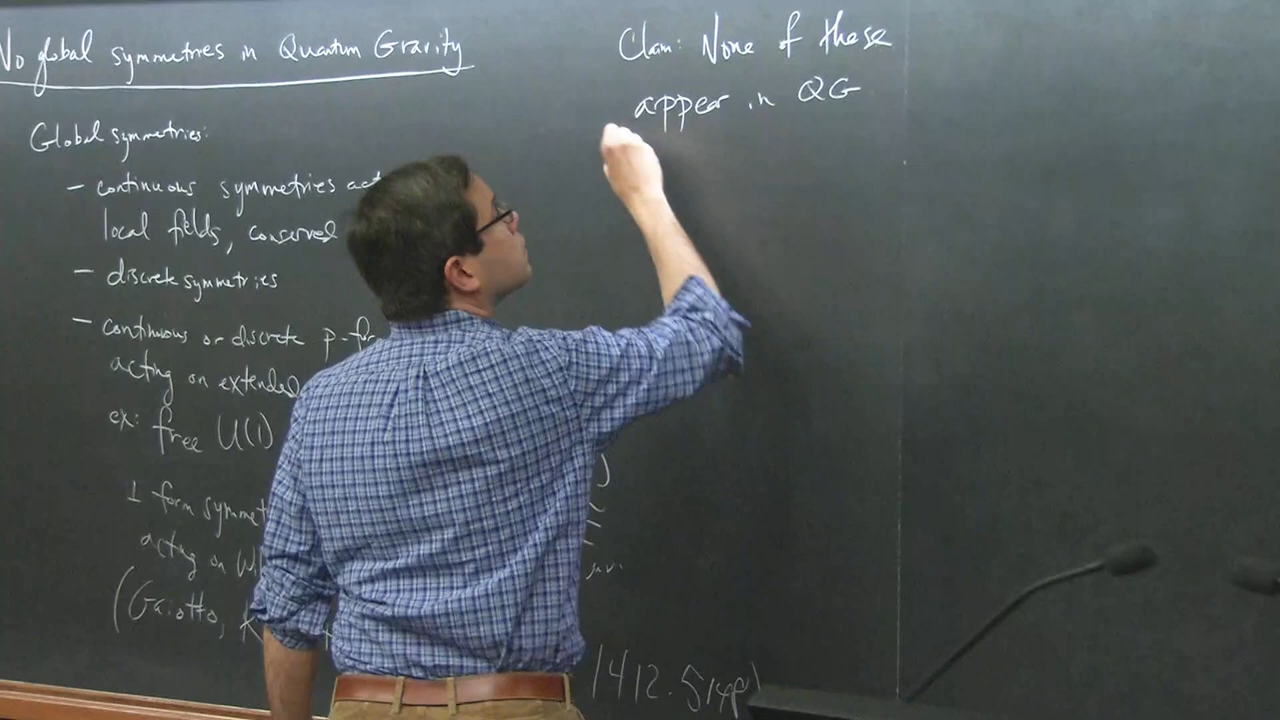 No global symmetries in Quantum Gravity
Global symmetries:
– continuous symmetries act
local fields, conserved
– discrete symmetries
– continuous or discrete p-fo
acting on extended
ex: free U(1)
1 form symmet
acting on W
(Gaiotto, K
1412.5
Claim: None of these
appear in QG